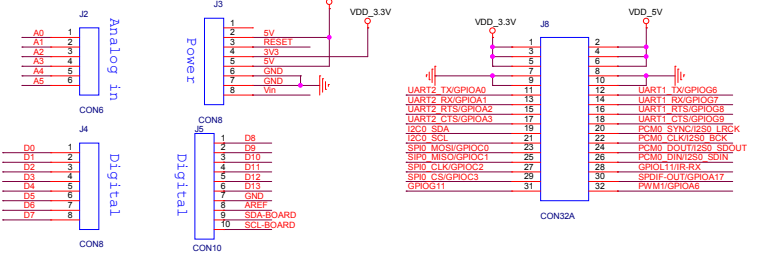 J2
A0 1
A1 2
A2 3
A3 4
A4 5
A5 6
Analog in
CON6
J3
VDD_3.3V
1
2 5V
3 RESET
4 3V3
5 5V
6 GND
7 GND
8 Vin
Power
CON8
J4
D0 1
D1 2
D2 3
D3 4
D4 5
D5 6
D6 7
D7 8
Digital
CON8
J5
1 D8
2 D9
3 D10
4 D11
5 D12
6 D13
7 GND
8 AREF
9 SDA-BOARD
10 SCL-BOARD
Digital
CON10
VDD_3.3V
J8
VDD_5V
1 2
3 4
5 6
7 8
9 10
UART2_TX/GPIOA0 11 12 UART1_TX/GPIOG6
UART2_RX/GPIOA1 13 14 UART1_RX/GPIOG7
UART2_RTS/GPIOA2 15 16 UART1_RTS/GPIOG8
UART2_CTS/GPIOA3 17 18 UART1_CTS/GPIOG9
I2C0_SDA 19 20 PCM0_SYNC/I2S0_LRCK
I2C0_SCL 21 22 PCM0_CLK/I2S0_BCK
SPI0_MOSI/GPIOC0 23 24 PCM0_DOUT/I2S0_SDOUT
SPI0_MISO/GPIOC1 25 26 PCM0_DIN/I2S0_SDIN
SPI0_CLK/GPIOC2 27 28 GPIOL11/IR-RX
SPI0_CS/GPIOC3 29 30 SPDIF-OUT/GPIOA17
GPIOG11 31 32 PWM1/GPIOA6
CON32A